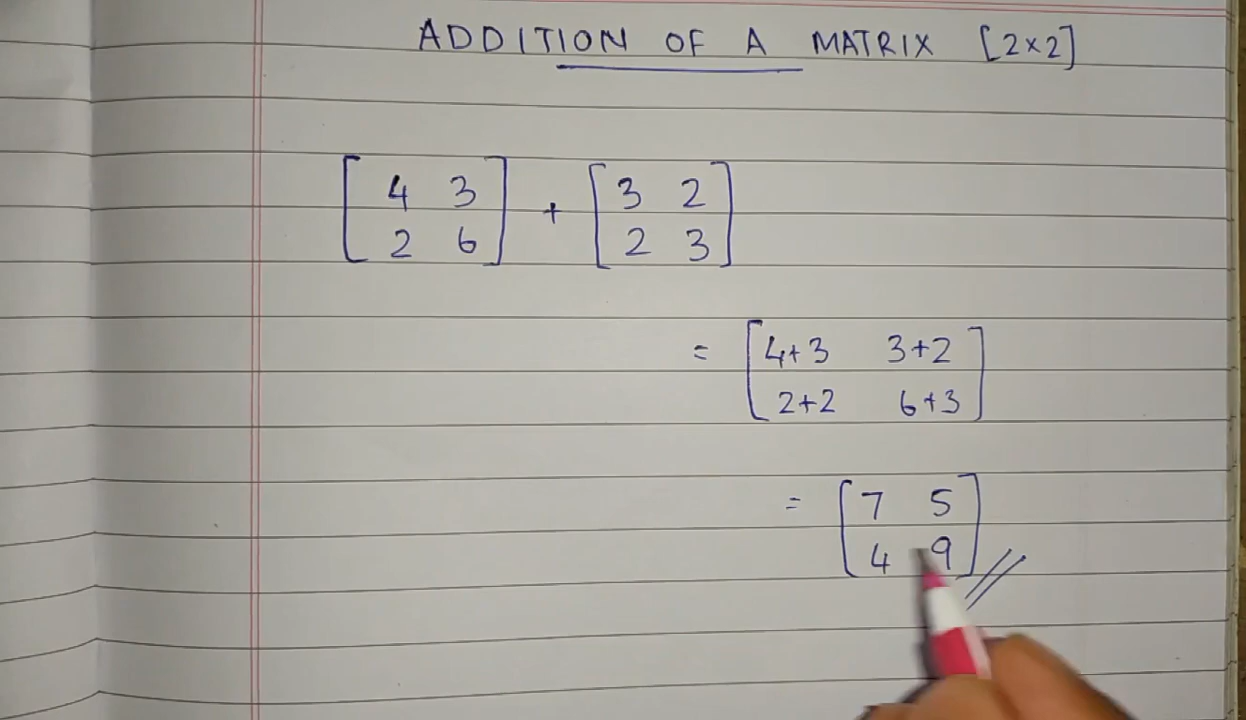 ADDITION OF A MATRIX [2×2]
[4 3] + [3 2]
[2 6] [2 3]
= [4+3 3+2]
[2+2 6+3]
= [7 5]
[4 9]